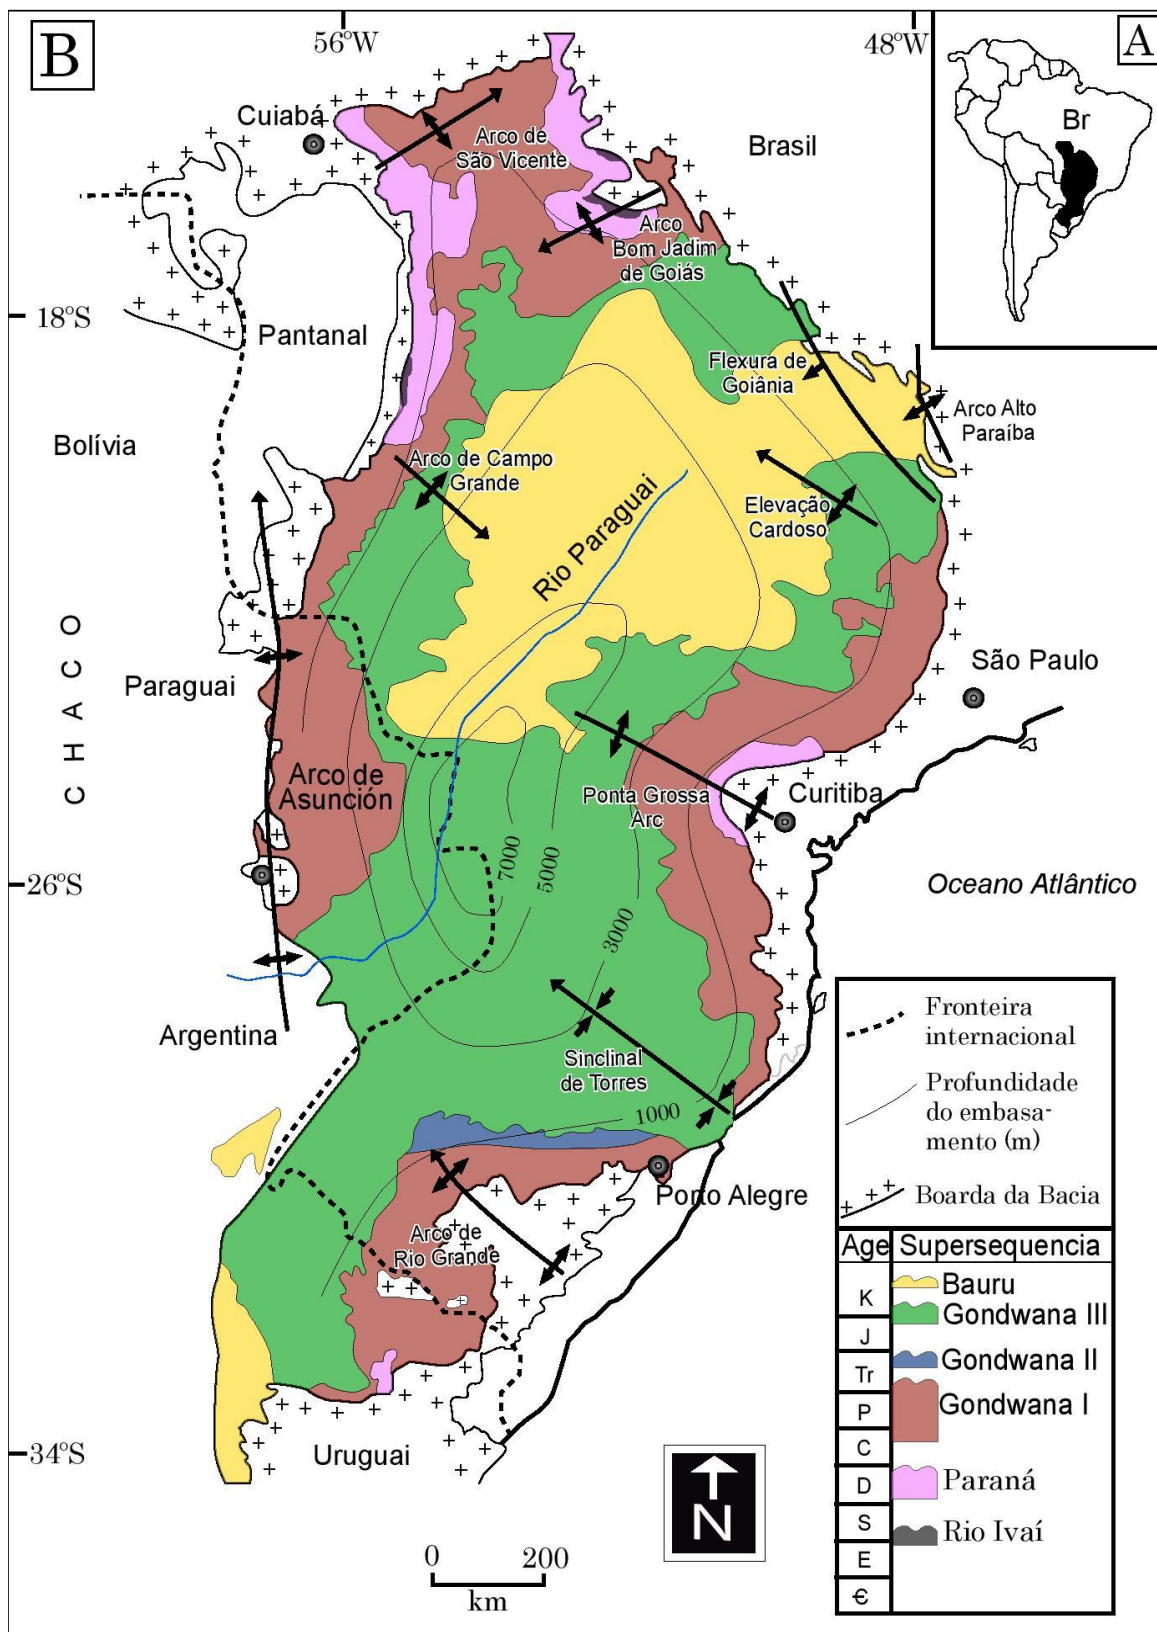 B
56°W
48°W
A
Br
Cuiabá
Arco de
São Vicente
Brasil
Arco
Bom Jadim
de Goiás
18°S
Pantanal
Flexura de
Goiânia
Arco Alto
Paraíba
Bolívia
Arco de Campo
Grande
Elevação
Cardoso
Rio Paraguai
CHACO
Paraguai
São Paulo
Arco de
Asunción
Ponta Grossa
Arc
Curitiba
7000
5000
3000
26°S
Oceano Atlântico
Argentina
Sinclinal
de Torres
1000
Porto Alegre
Arco de
Rio Grande
34°S
Uruguai
N
0 200
km
Fronteira
internacional
Profundidade
do embasa-
mento (m)
Boarda da Bacia
Age Supersequencia
K Bauru
Gondwana III
J
Tr Gondwana II
P Gondwana I
C
D Paraná
S Rio Ivaí
E
€